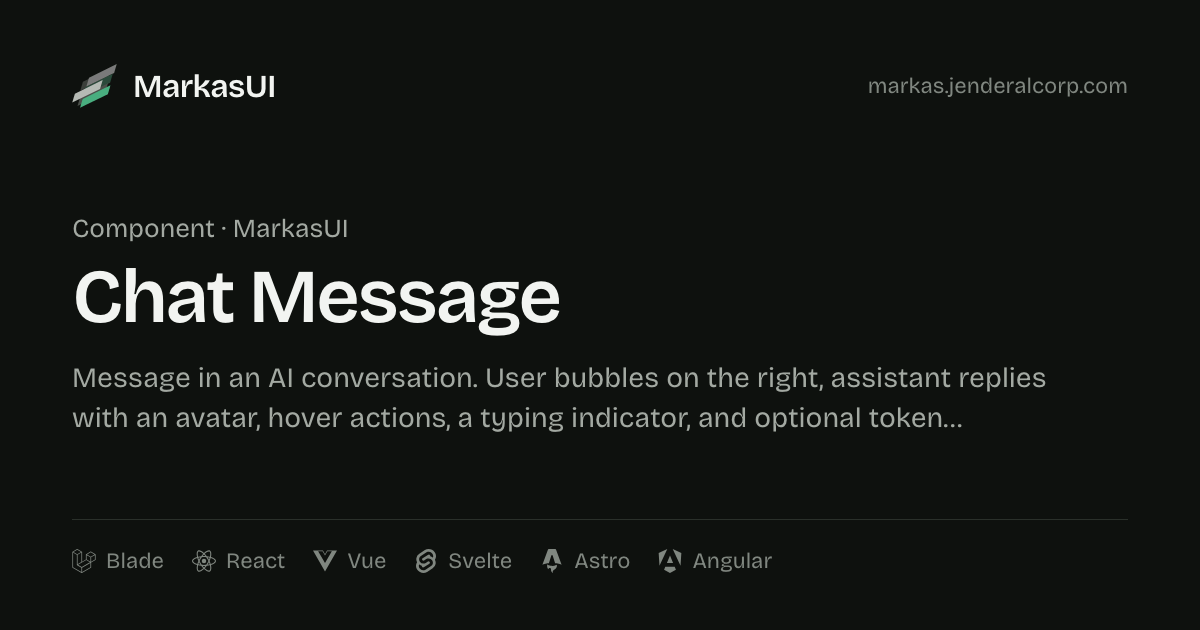 MarkasUI
markas.jenderalcorp.com
Component · MarkasUI
Chat Message
Message in an AI conversation. User bubbles on the right, assistant replies
with an avatar, hover actions, a typing indicator, and optional token...
Blade React Vue Svelte Astro Angular